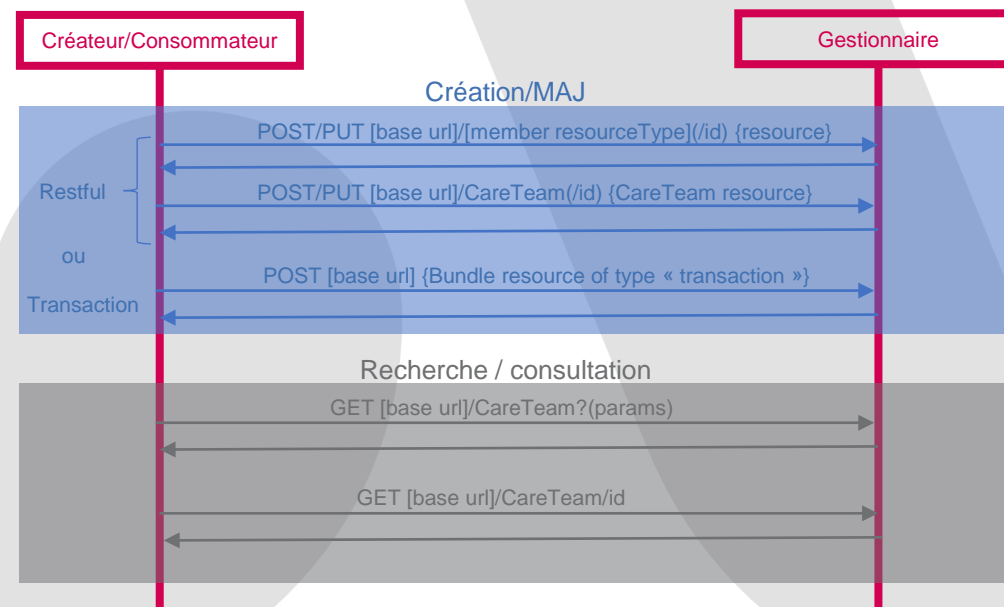 Créateur/Consommateur
Gestionnaire
Création/MAJ
POST/PUT [base url]/[member resourceType](/id) {resource}
Restful
POST/PUT [base url]/CareTeam(/id) {CareTeam resource}
ou
POST [base url] {Bundle resource of type « transaction »}
Transaction
Recherche / consultation
GET [base url]/CareTeam?(params)
GET [base url]/CareTeam/id